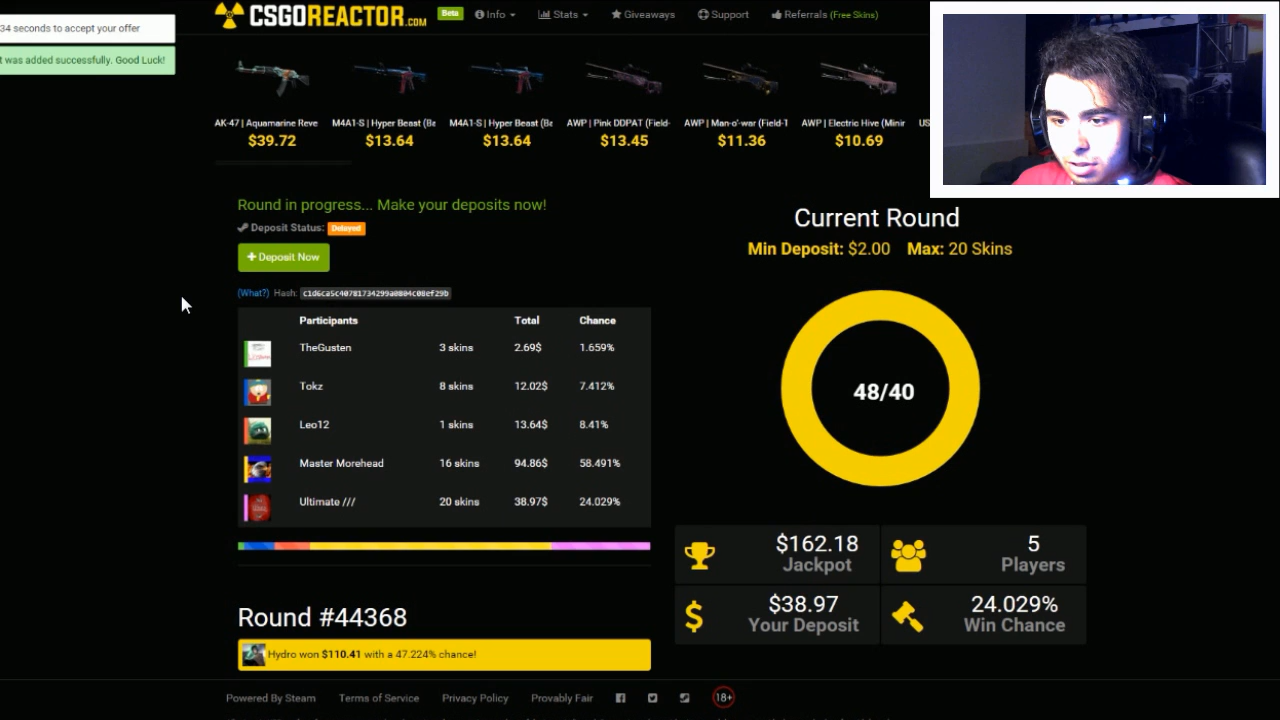 CSGOREACTOR.COM Beta Info Stats Giveaways Support Referrals (Free Skins)
34 seconds to accept your offer
t was added successfully. Good Luck!
AK-47 | Aquamarine Reve M4A1-S | Hyper Beast (Ba M4A1-S | Hyper Beast (Ba AWP | Pink DDPAT (Field- AWP | Man-o'-war (Field-T AWP | Electric Hive (Minir US
$39.72 $13.64 $13.64 $13.45 $11.36 $10.69
Round in progress... Make your deposits now!
Deposit Status: Delayed
+ Deposit Now
(What?) Hash: c1d6ca5c40781734299a0804c08ef29b
Participants Total Chance
TheGusten 3 skins 2.69$ 1.659%
Tokz 8 skins 12.02$ 7.412%
Leo12 1 skins 13.64$ 8.41%
Master Morehead 16 skins 94.86$ 58.491%
Ultimate /// 20 skins 38.97$ 24.029%
Current Round
Min Deposit: $2.00 Max: 20 Skins
48/40
$162.18 5
Jackpot Players
$38.97 24.029%
Your Deposit Win Chance
Round #44368
Hydro won $110.41 with a 47.224% chance!
Powered By Steam Terms of Service Privacy Policy Provably Fair 18+